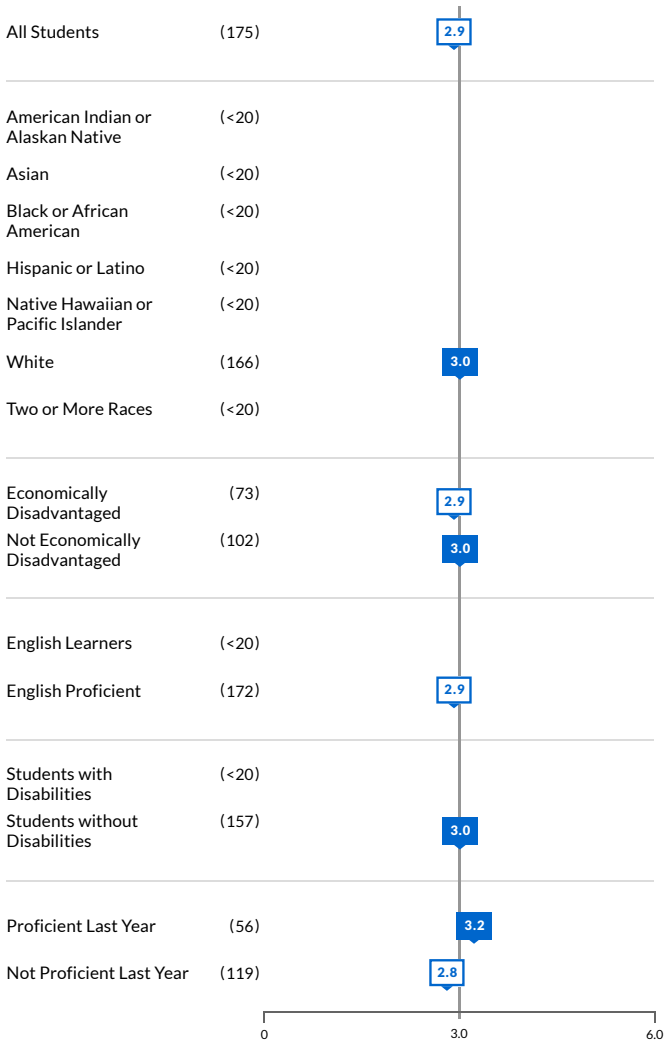 All Students (175) 2.9
American Indian or (<20)
Alaskan Native
Asian (<20)
Black or African (<20)
American
Hispanic or Latino (<20)
Native Hawaiian or (<20)
Pacific Islander
White (166) 3.0
Two or More Races (<20)
Economically (73) 2.9
Disadvantaged
Not Economically (102) 3.0
Disadvantaged
English Learners (<20)
English Proficient (172) 2.9
Students with (<20)
Disabilities
Students without (157) 3.0
Disabilities
Proficient Last Year (56) 3.2
Not Proficient Last Year (119) 2.8
0 3.0 6.0